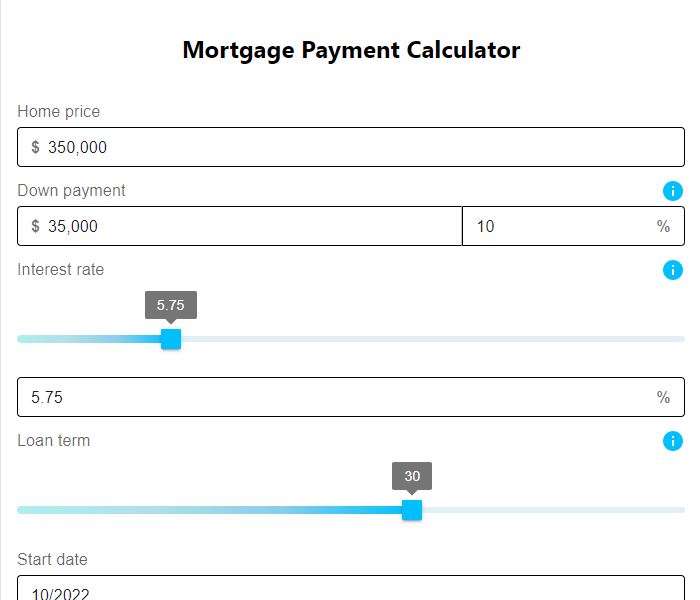 Mortgage Payment Calculator
Home price
$ 350,000
Down payment
$ 35,000 10 %
Interest rate
5.75
5.75 %
Loan term
30
Start date
10/2022